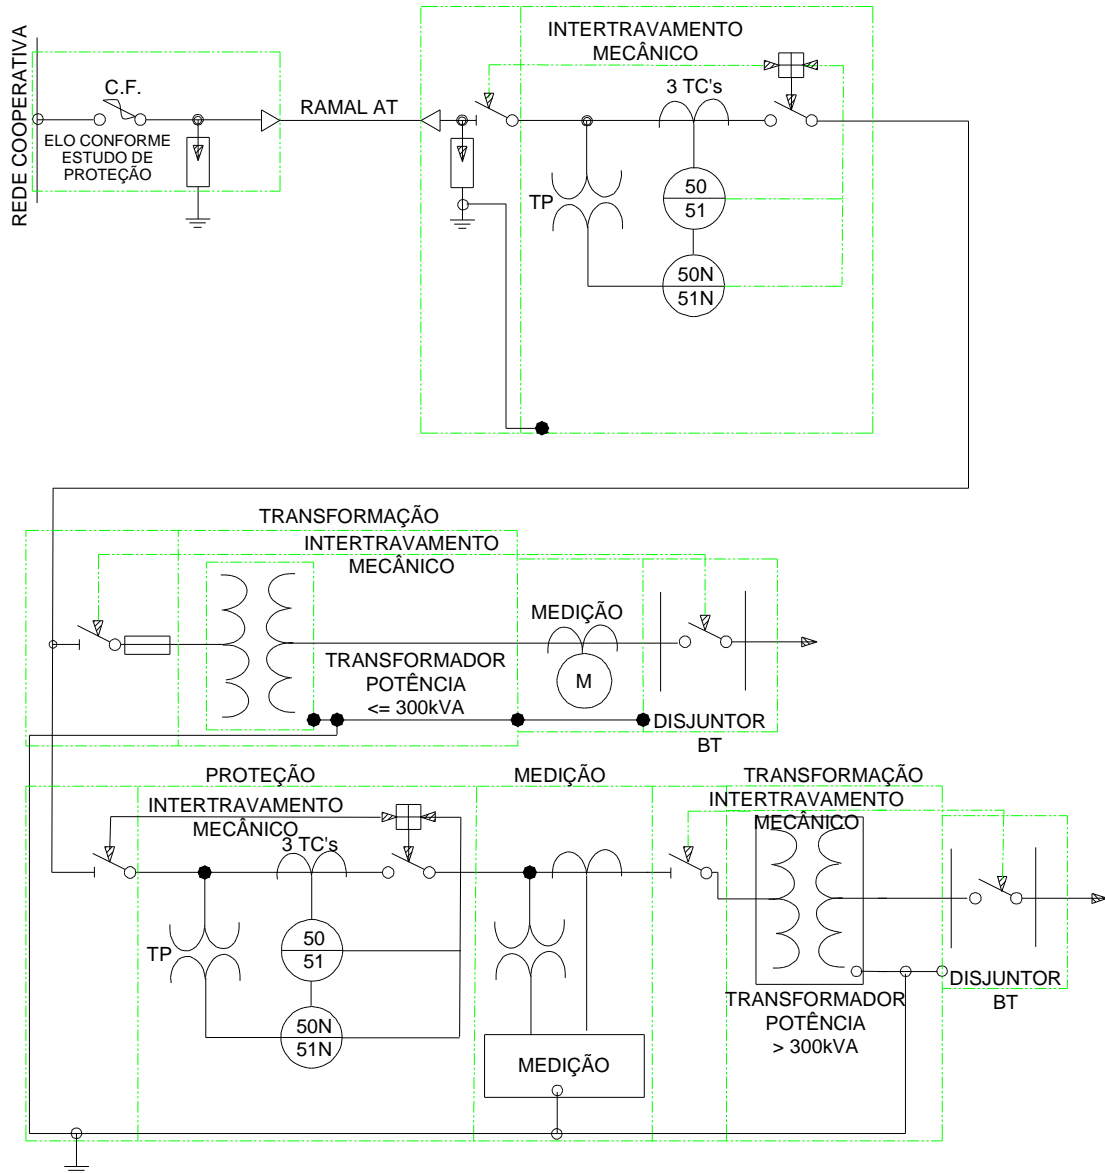 REDE COOPERATIVA
C.F.
ELO CONFORME
ESTUDO DE
PROTEÇÃO
RAMAL AT
INTERTRAVAMENTO
MECÂNICO
3 TC's
TP
50
51
50N
51N
TRANSFORMAÇÃO
INTERTRAVAMENTO
MECÂNICO
MEDIÇÃO
M
TRANSFORMADOR
POTÊNCIA
<= 300kVA
DISJUNTOR
BT
PROTEÇÃO
MEDIÇÃO
TRANSFORMAÇÃO
INTERTRAVAMENTO
MECÂNICO
3 TC's
INTERTRAVAMENTO
MECÂNICO
TP
50
51
50N
51N
MEDIÇÃO
TRANSFORMADOR
POTÊNCIA
> 300kVA
DISJUNTOR
BT